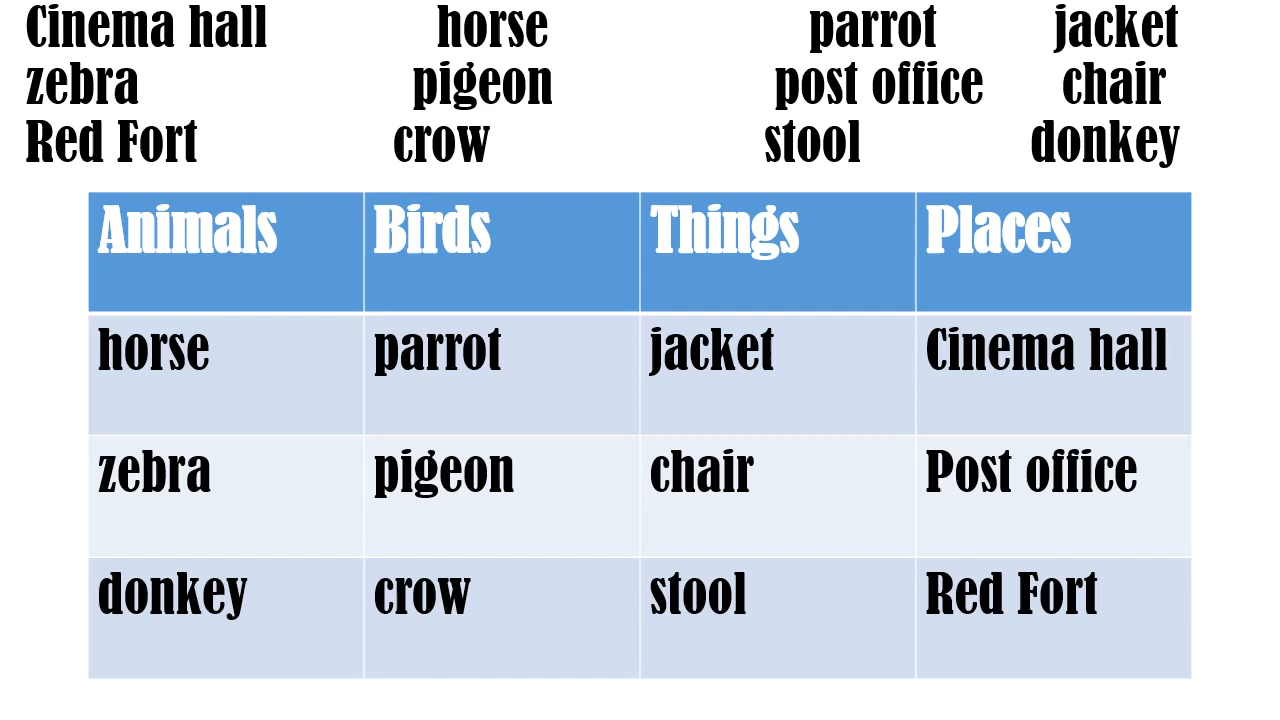 Cinema hall horse parrot jacket
zebra pigeon post office chair
Red Fort crow stool donkey
Animals Birds Things Places
horse parrot jacket Cinema hall
zebra pigeon chair Post office
donkey crow stool Red Fort